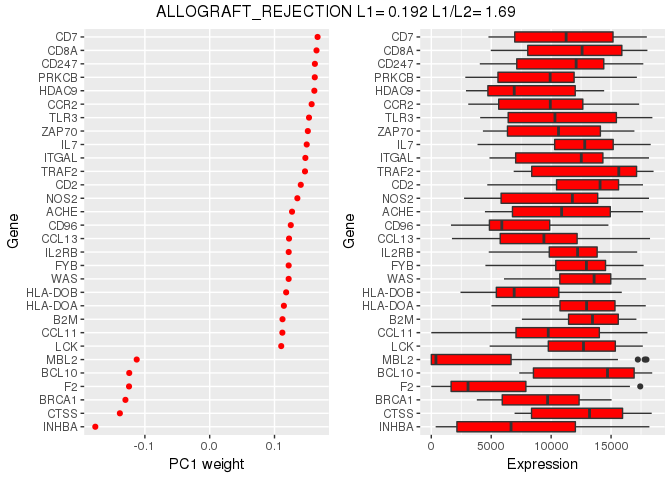 ALLOGRAFT_REJECTION L1= 0.192 L1/L2= 1.69
Gene
CD7
CD8A
CD247
PRKCB
HDAC9
CCR2
TLR3
ZAP70
IL7
ITGAL
TRAF2
CD2
NOS2
ACHE
CD96
CCL13
IL2RB
FYB
WAS
HLA-DOB
HLA-DOA
B2M
CCL11
LCK
MBL2
BCL10
F2
BRCA1
CTSS
INHBA
-0.1 0.0 0.1
PC1 weight
Gene
CD7
CD8A
CD247
PRKCB
HDAC9
CCR2
TLR3
ZAP70
IL7
ITGAL
TRAF2
CD2
NOS2
ACHE
CD96
CCL13
IL2RB
FYB
WAS
HLA-DOB
HLA-DOA
B2M
CCL11
LCK
MBL2
BCL10
F2
BRCA1
CTSS
INHBA
0 5000 10000 15000
Expression